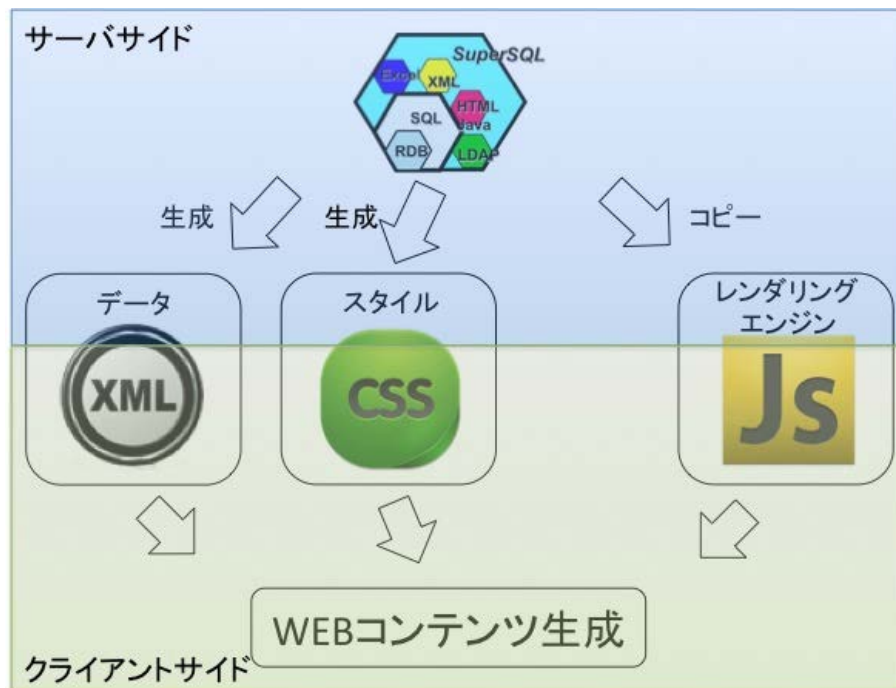 サーバサイド
SuperSQL
Excel
XML
HTML
SQL
Java
RDB
LDAP
生成
生成
コピー
データ
スタイル
レンダリング
エンジン
XML
CSS
Js
WEBコンテンツ生成
クライアントサイド